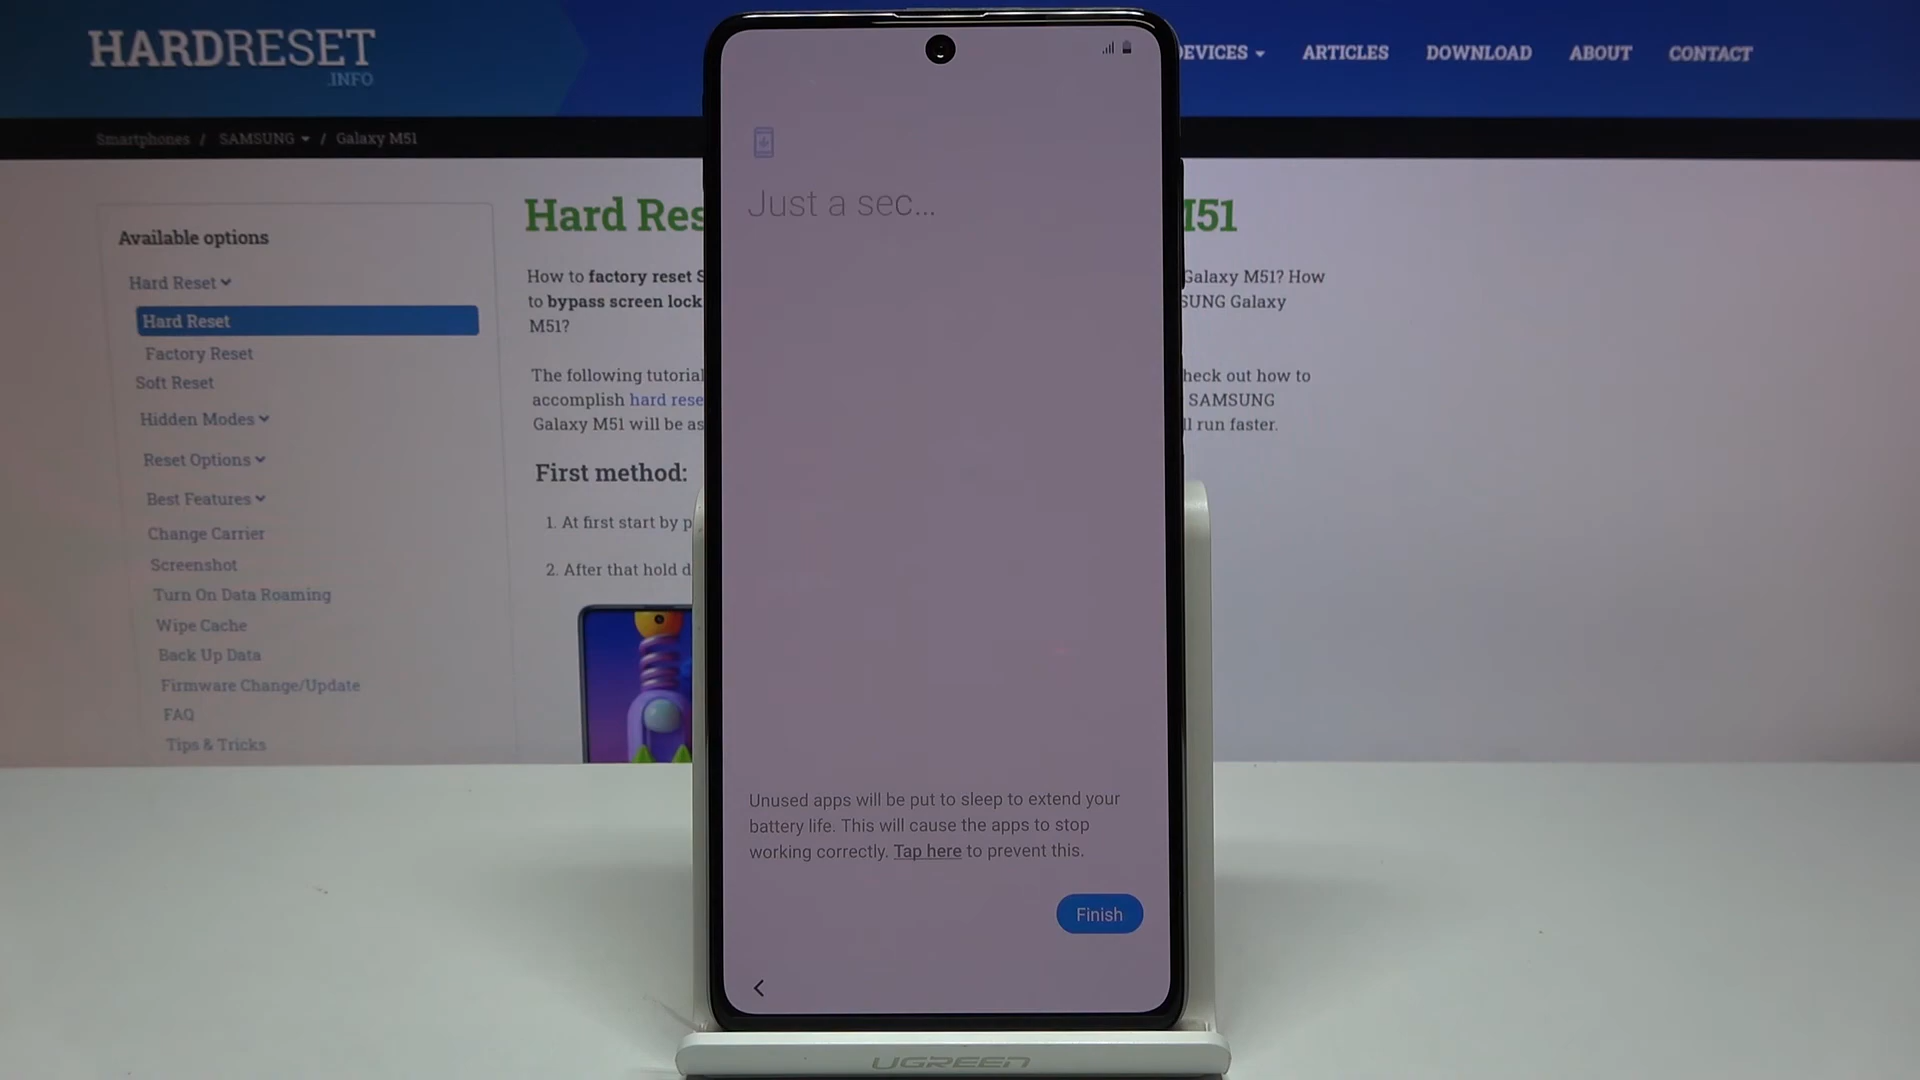 HARDRESET
.INFO
DEVICES
ARTICLES
DOWNLOAD
ABOUT
CONTACT
Smartphones / SAMSUNG / Galaxy M51
Available options
Hard Reset
Hard Reset
Factory Reset
Soft Reset
Hidden Modes
Reset Options
Best Features
Change Carrier
Screenshot
Turn On Data Roaming
Wipe Cache
Back Up Data
Firmware Change/Update
FAQ
Tips & Tricks
Hard Res
M51
How to factory reset S
Galaxy M51? How
to bypass screen lock
SUNG Galaxy
M51?
The following tutorial
heck out how to
accomplish hard rese
SAMSUNG
Galaxy M51 will be as
ll run faster.
First method:
1. At first start by p
2. After that hold d
Just a sec...
Unused apps will be put to sleep to extend your
battery life. This will cause the apps to stop
working correctly. Tap here to prevent this.
Finish
UGREEN